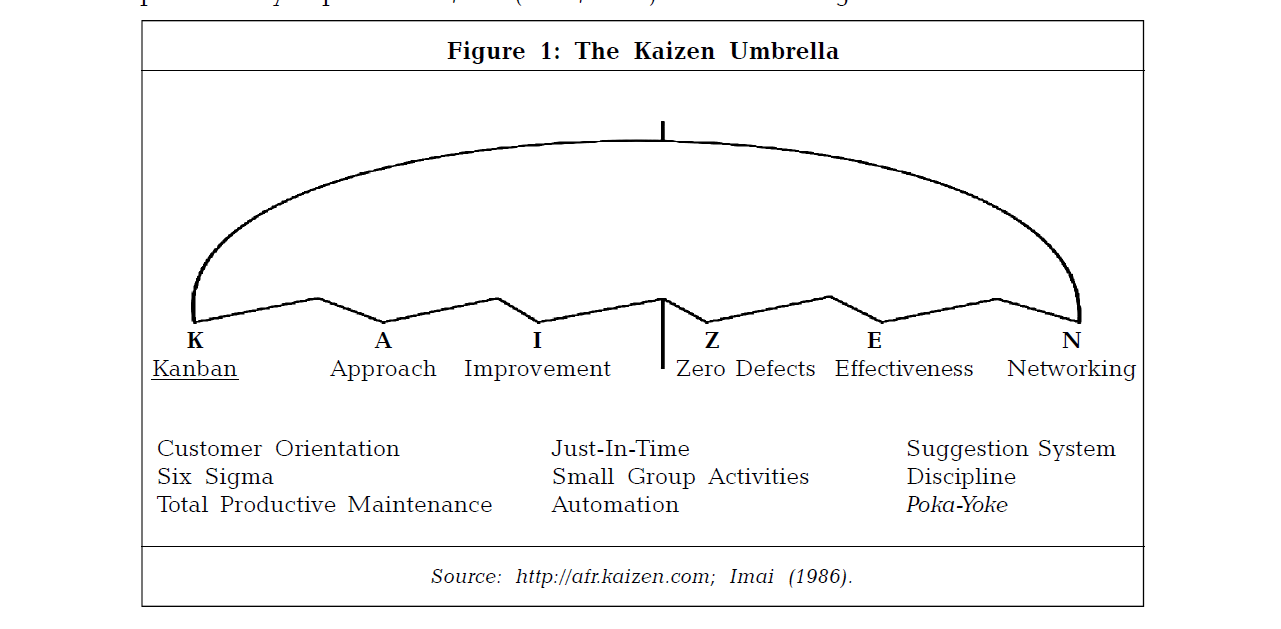 Figure 1: The Kaizen Umbrella
K A I Z E N
Kanban Approach Improvement Zero Defects Effectiveness Networking
Customer Orientation Just-In-Time Suggestion System
Six Sigma Small Group Activities Discipline
Total Productive Maintenance Automation Poka-Yoke
Source: http://afr.kaizen.com; Imai (1986).